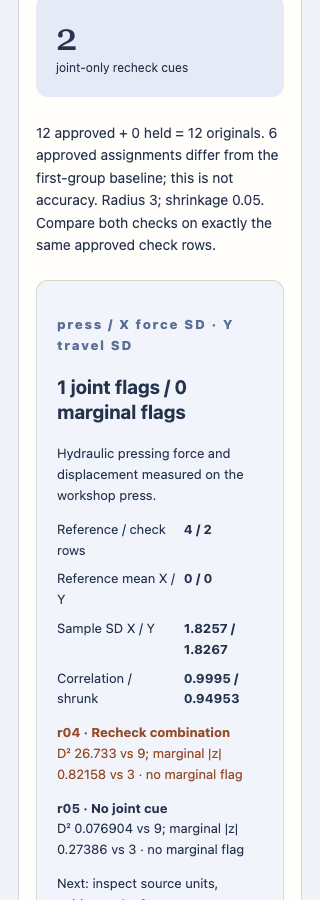 2
joint-only recheck cues
12 approved + 0 held = 12 originals. 6
approved assignments differ from the
first-group baseline; this is not
accuracy. Radius 3; shrinkage 0.05.
Compare both checks on exactly the
same approved check rows.
press / X force SD · Y
travel SD
1 joint flags / 0
marginal flags
Hydraulic pressing force and
displacement measured on the
workshop press.
Reference / check rows 4 / 2
Reference mean X / Y 0 / 0
Sample SD X / Y 1.8257 / 1.8267
Correlation / shrunk 0.9995 / 0.94953
r04 · Recheck combination
D² 26.733 vs 9; marginal |z|
0.82158 vs 3 · no marginal flag
r05 · No joint cue
D² 0.076904 vs 9; marginal |z|
0.27386 vs 3 · no marginal flag
Next: inspect source units,